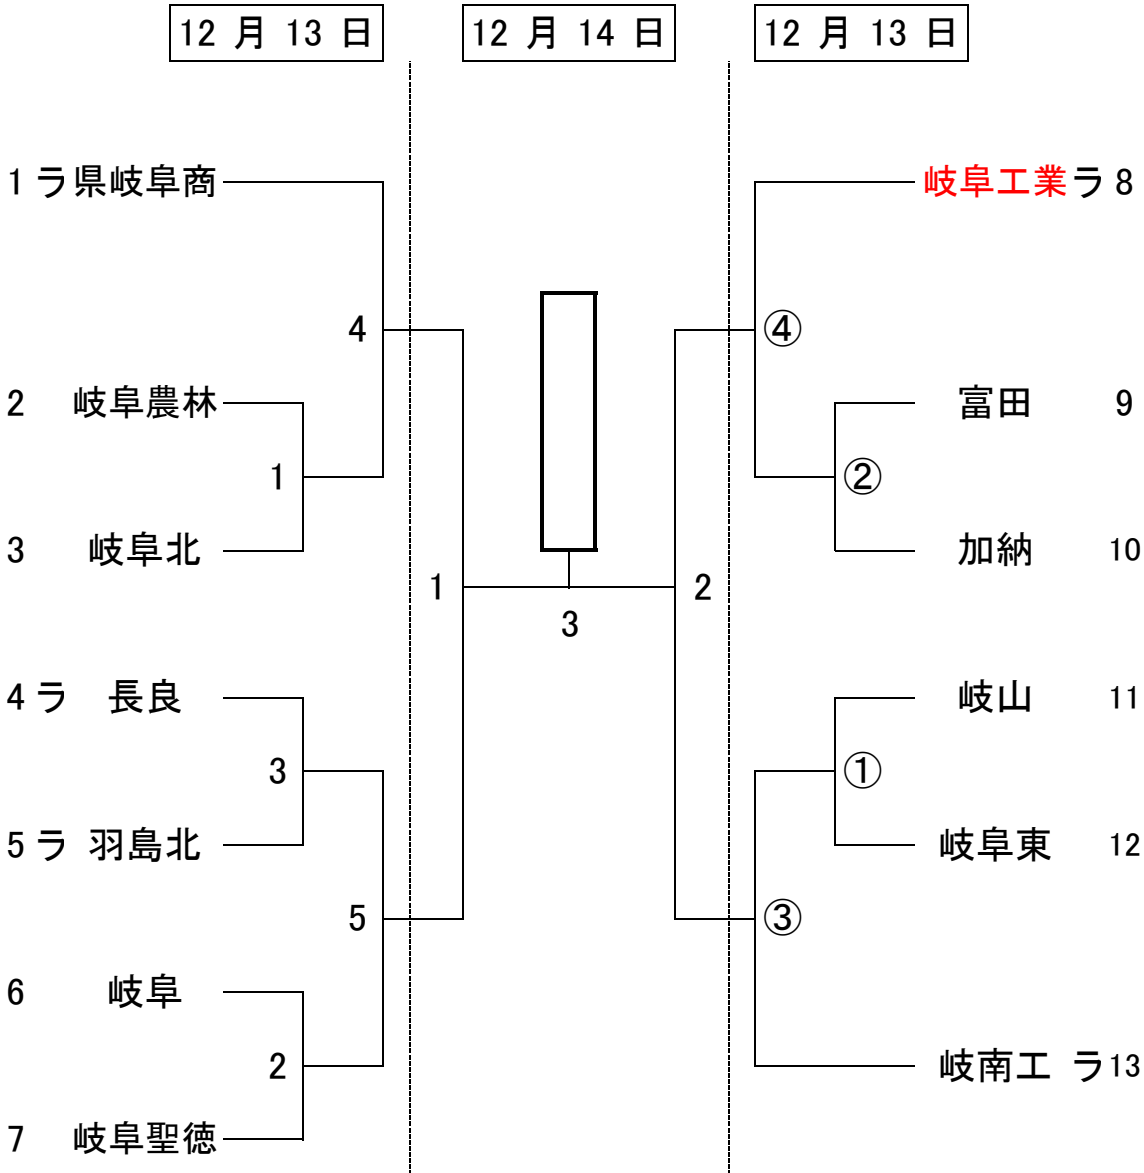 12 月 13 日
12 月 14 日
12 月 13 日
1 ラ 県岐阜商
岐阜工業 ラ 8
4
④
2 岐阜農林
富田 9
1
②
3 岐阜北
加納 10
1
2
3
4 ラ 長良
岐山 11
3
①
5 ラ 羽島北
岐阜東 12
5
③
6 岐阜
2
岐南工 ラ 13
7 岐阜聖徳